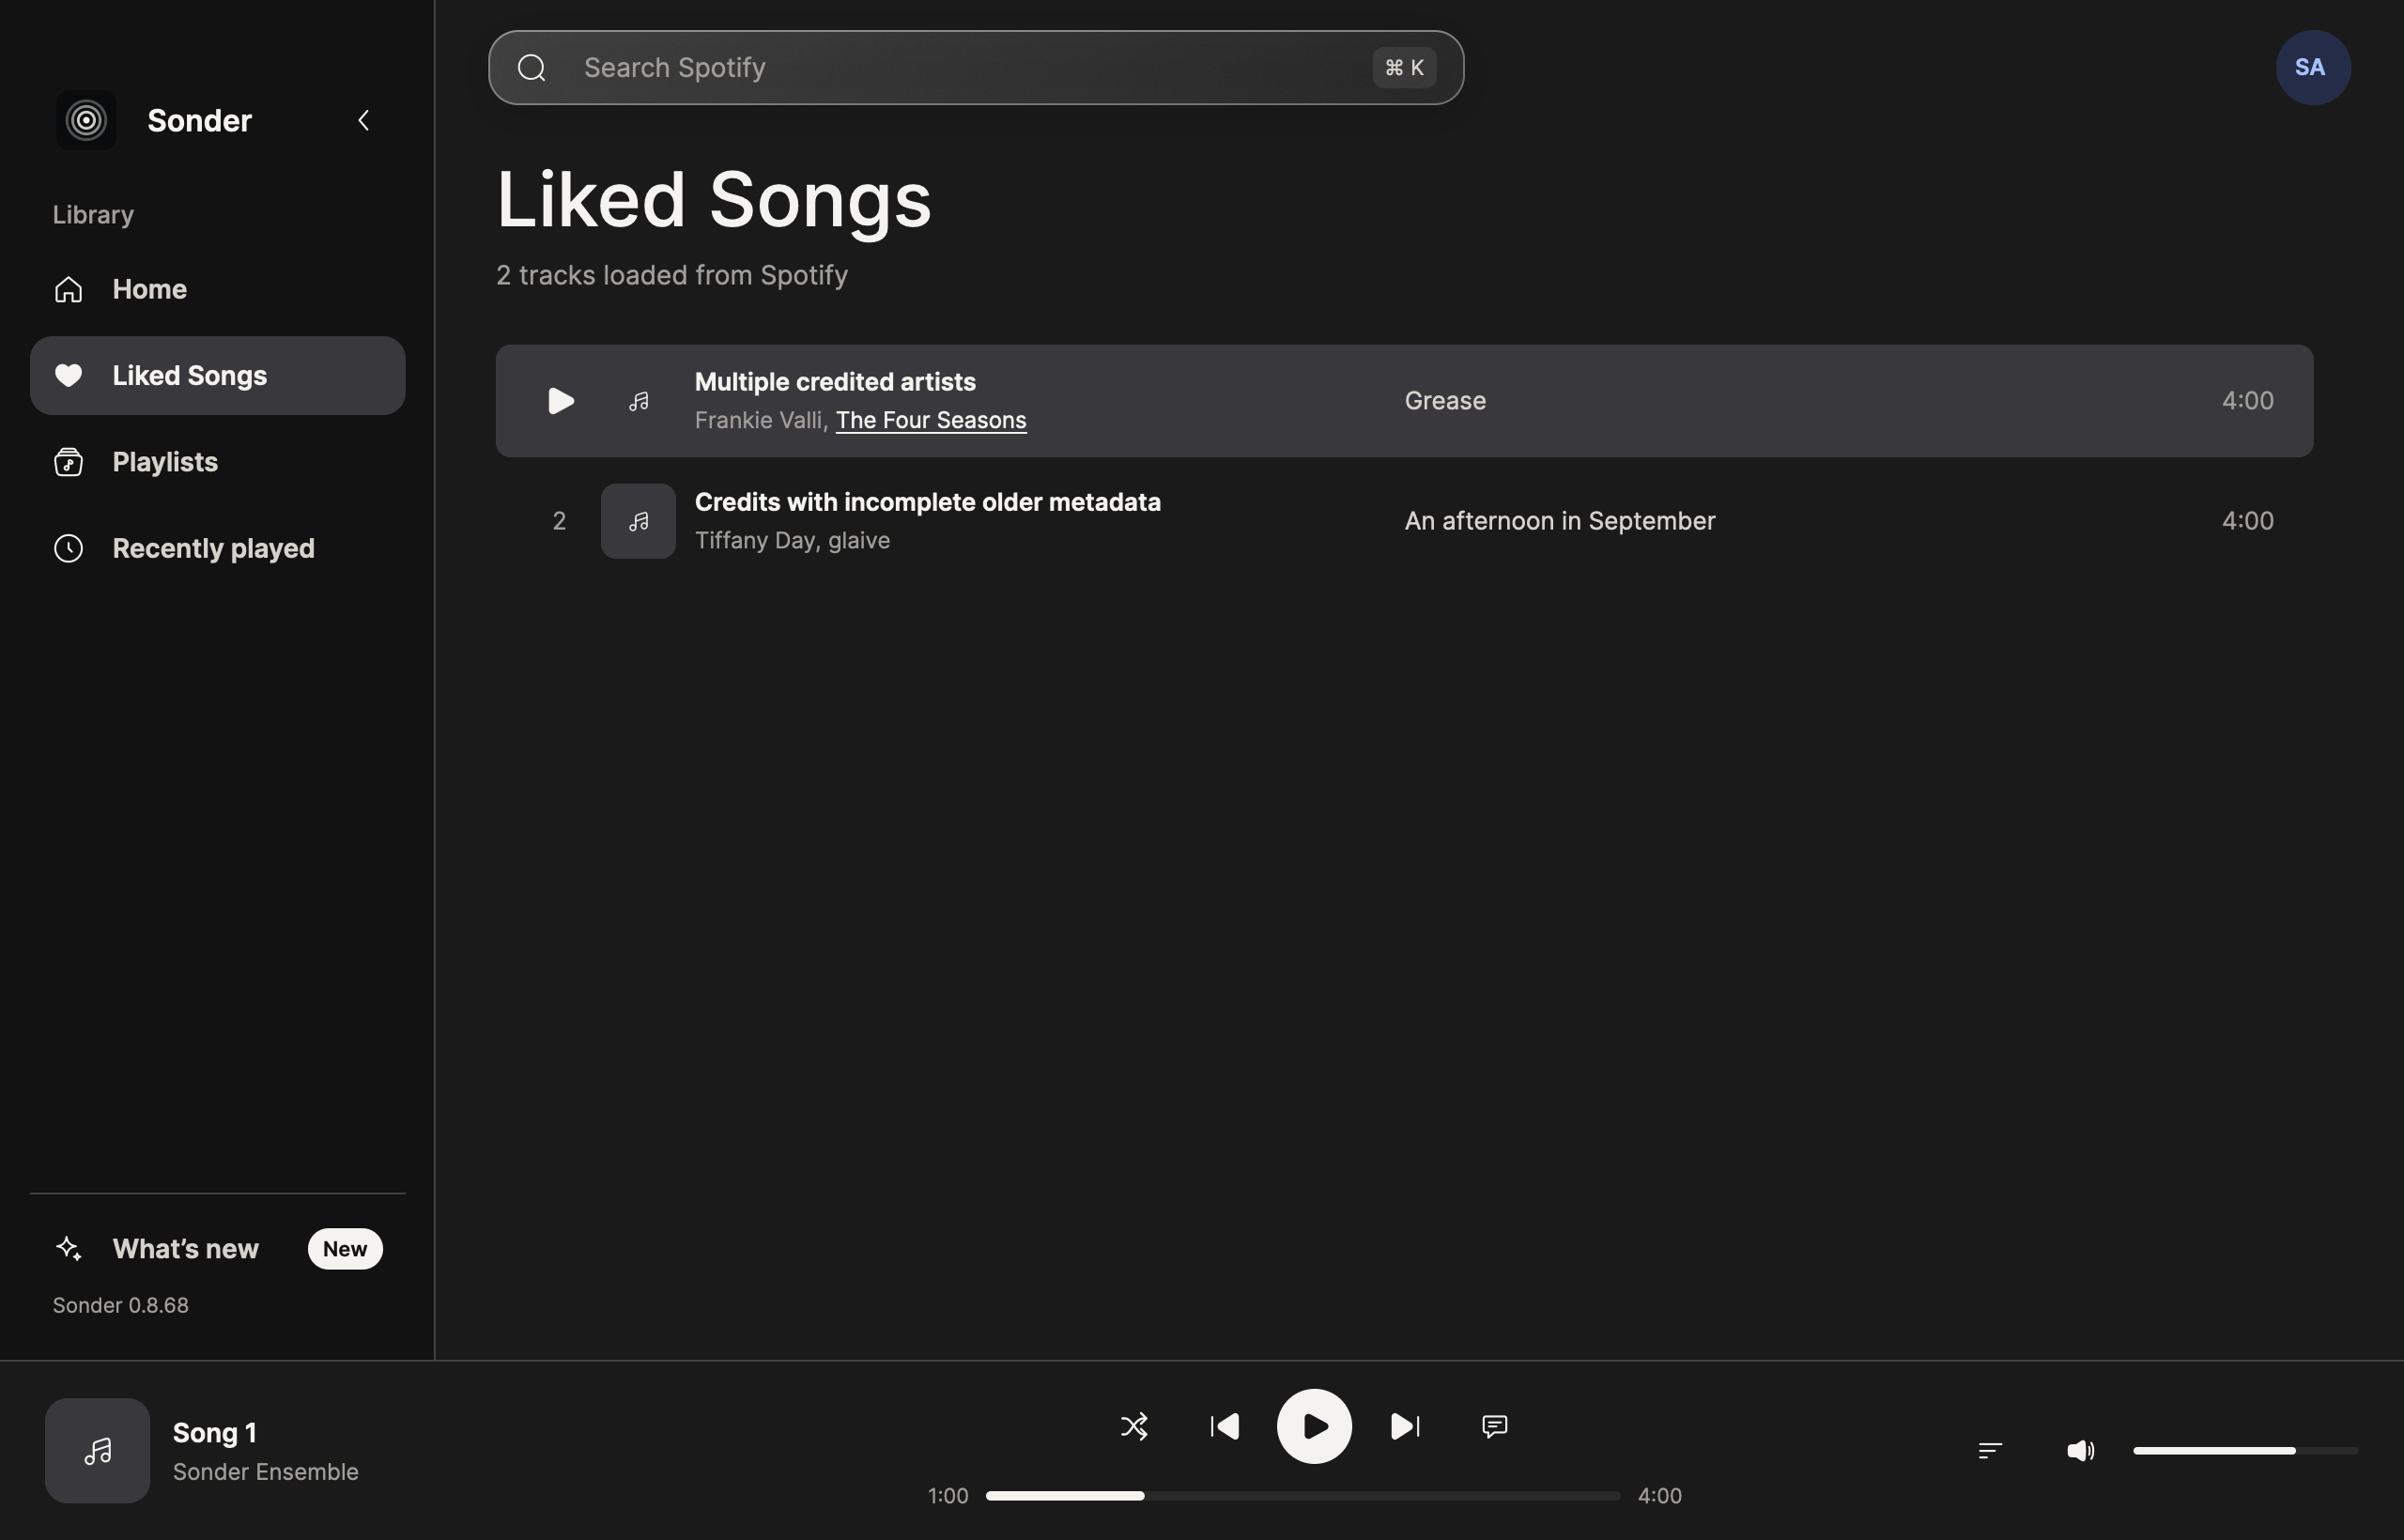 Search Spotify
⌘ K
SA
Sonder
Library
Home
Liked Songs
Playlists
Recently played
Liked Songs
2 tracks loaded from Spotify
Multiple credited artists
Frankie Valli, The Four Seasons
Grease
4:00
2
Credits with incomplete older metadata
Tiffany Day, glaive
An afternoon in September
4:00
What’s new
New
Sonder 0.8.68
Song 1
Sonder Ensemble
1:00
4:00